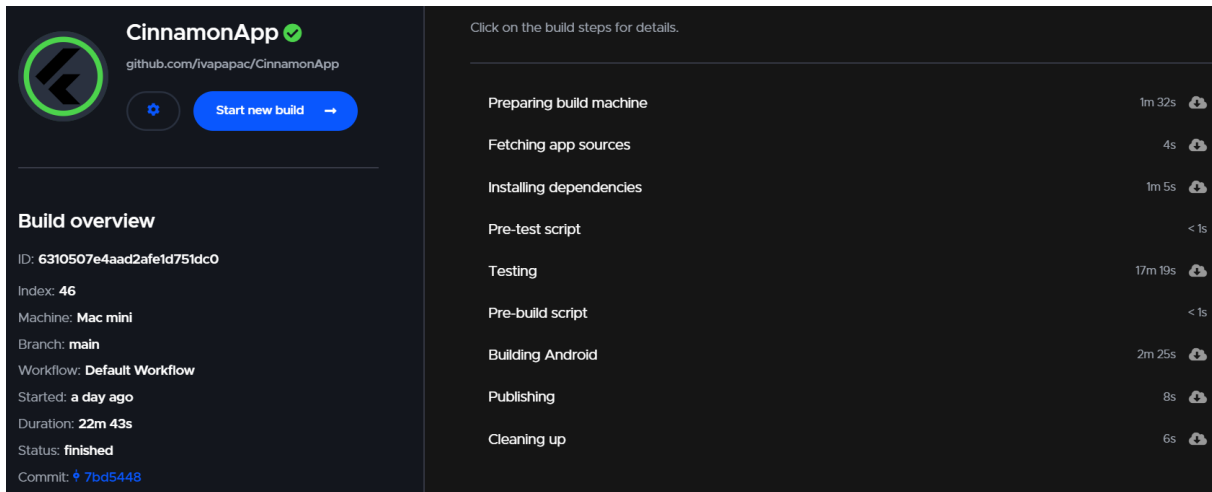 CinnamonApp
github.com/ivapapac/CinnamonApp
Start new build →
Build overview
ID: 6310507e4aad2afe1d751dc0
Index: 46
Machine: Mac mini
Branch: main
Workflow: Default Workflow
Started: a day ago
Duration: 22m 43s
Status: finished
Commit: 7bd5448
Click on the build steps for details.
Preparing build machine 1m 32s
Fetching app sources 4s
Installing dependencies 1m 5s
Pre-test script < 1s
Testing 17m 19s
Pre-build script < 1s
Building Android 2m 25s
Publishing 8s
Cleaning up 6s